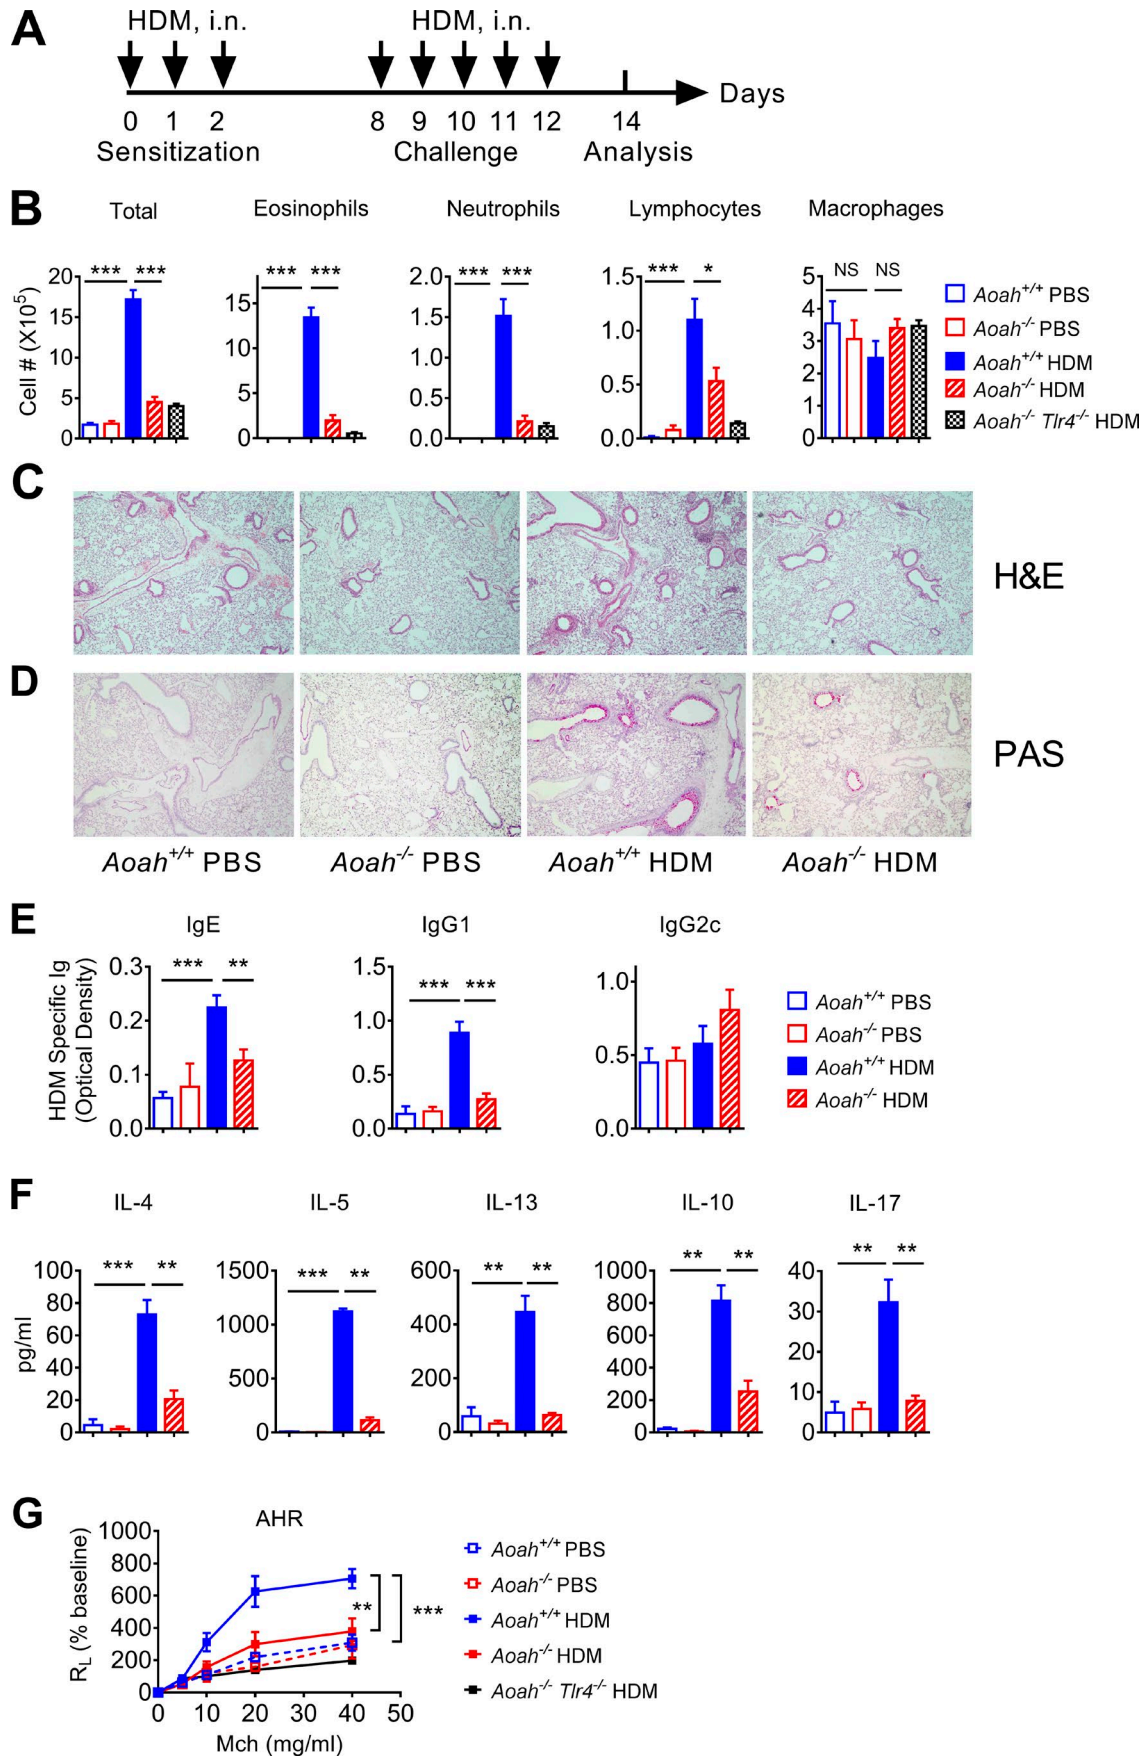 A
HDM, i.n. HDM, i.n.
Days
0 1 2 8 9 10 11 12 14
Sensitization Challenge Analysis
B
Total Eosinophils Neutrophils Lymphocytes Macrophages
Cell # (X10⁵)
*** ***
20
15
10
5
0
*** ***
15
10
5
0
*** ***
2.0
1.5
1.0
0.5
0.0
*** *
1.5
1.0
0.5
0.0
NS NS
5
4
3
2
1
0
Aoah+/+ PBS
Aoah-/- PBS
Aoah+/+ HDM
Aoah-/- HDM
Aoah-/- Tlr4-/- HDM
C
H&E
D
PAS
Aoah+/+ PBS Aoah-/- PBS Aoah+/+ HDM Aoah-/- HDM
E
IgE IgG1 IgG2c
HDM Specific Ig
(Optical Density)
*** **
0.3
0.2
0.1
0.0
*** ***
1.5
1.0
0.5
0.0
1.0
0.5
0.0
Aoah+/+ PBS
Aoah-/- PBS
Aoah+/+ HDM
Aoah-/- HDM
F
IL-4 IL-5 IL-13 IL-10 IL-17
pg/ml
*** **
100
80
60
40
20
0
*** **
1500
1000
500
0
** **
600
400
200
0
** **
1000
800
600
400
200
0
** **
40
30
20
10
0
G
AHR
RL (% baseline)
1000
800
600
400
200
0
** ***
0 10 20 30 40 50
Mch (mg/ml)
Aoah+/+ PBS
Aoah-/- PBS
Aoah+/+ HDM
Aoah-/- HDM
Aoah-/- Tlr4-/- HDM